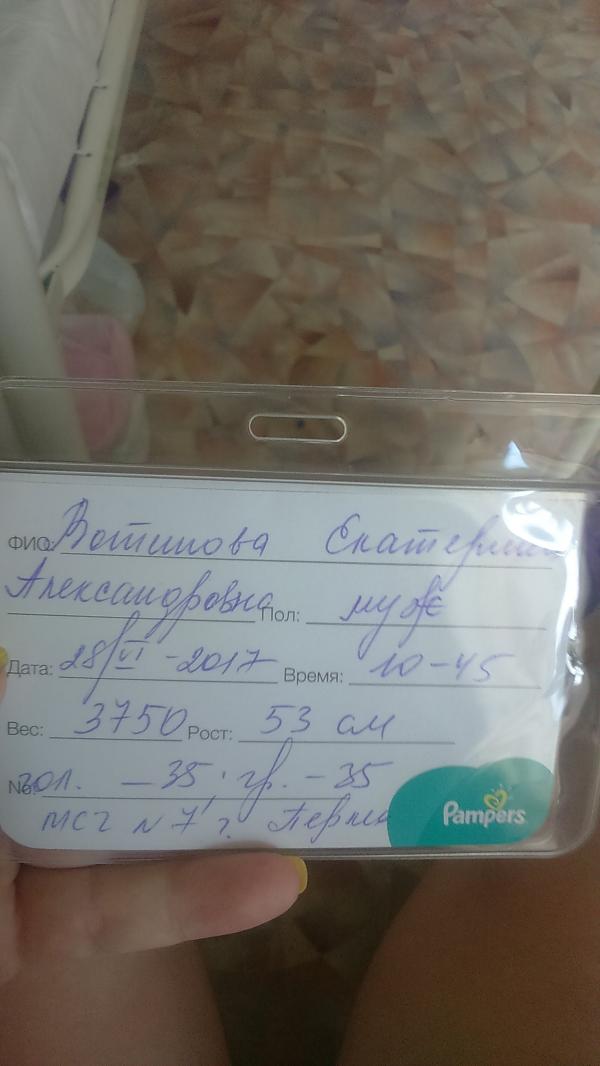 ФИО: Вотинова Екатерина
Александровна Пол: муж
Дата: 28/VI-2017 Время: 10-45
Вес: 3750 Рост: 53 см
No: гол. - 35; гр. - 35
МСЧ N 7 г. Пермь
Pampers